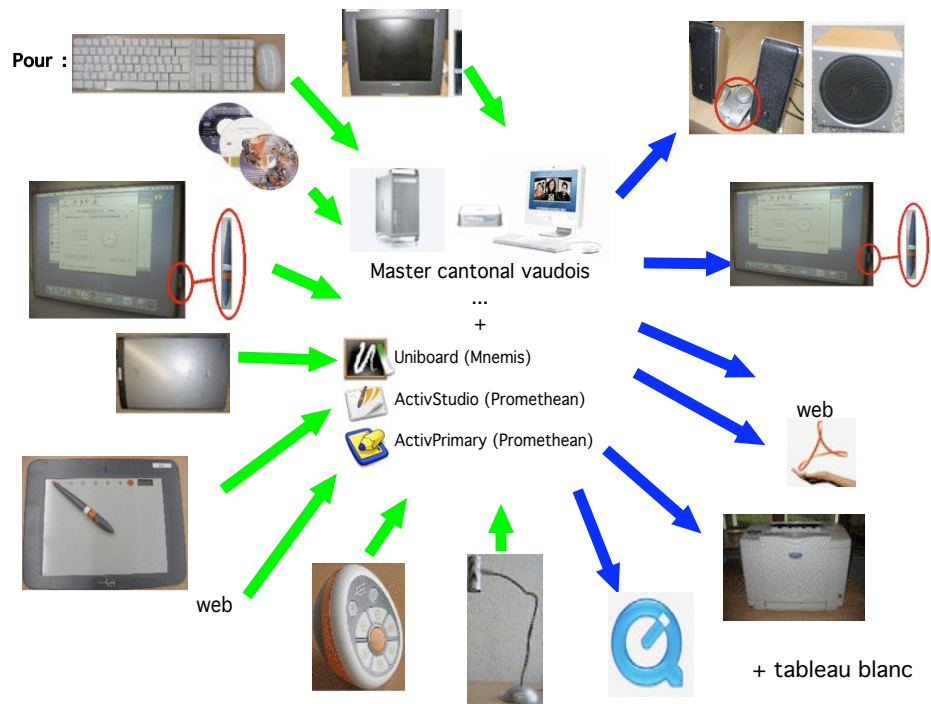 Pour :
Master cantonal vaudois
...
+
Uniboard (Mnemis)
ActivStudio (Promethean)
ActivPrimary (Promethean)
web
web
+ tableau blanc